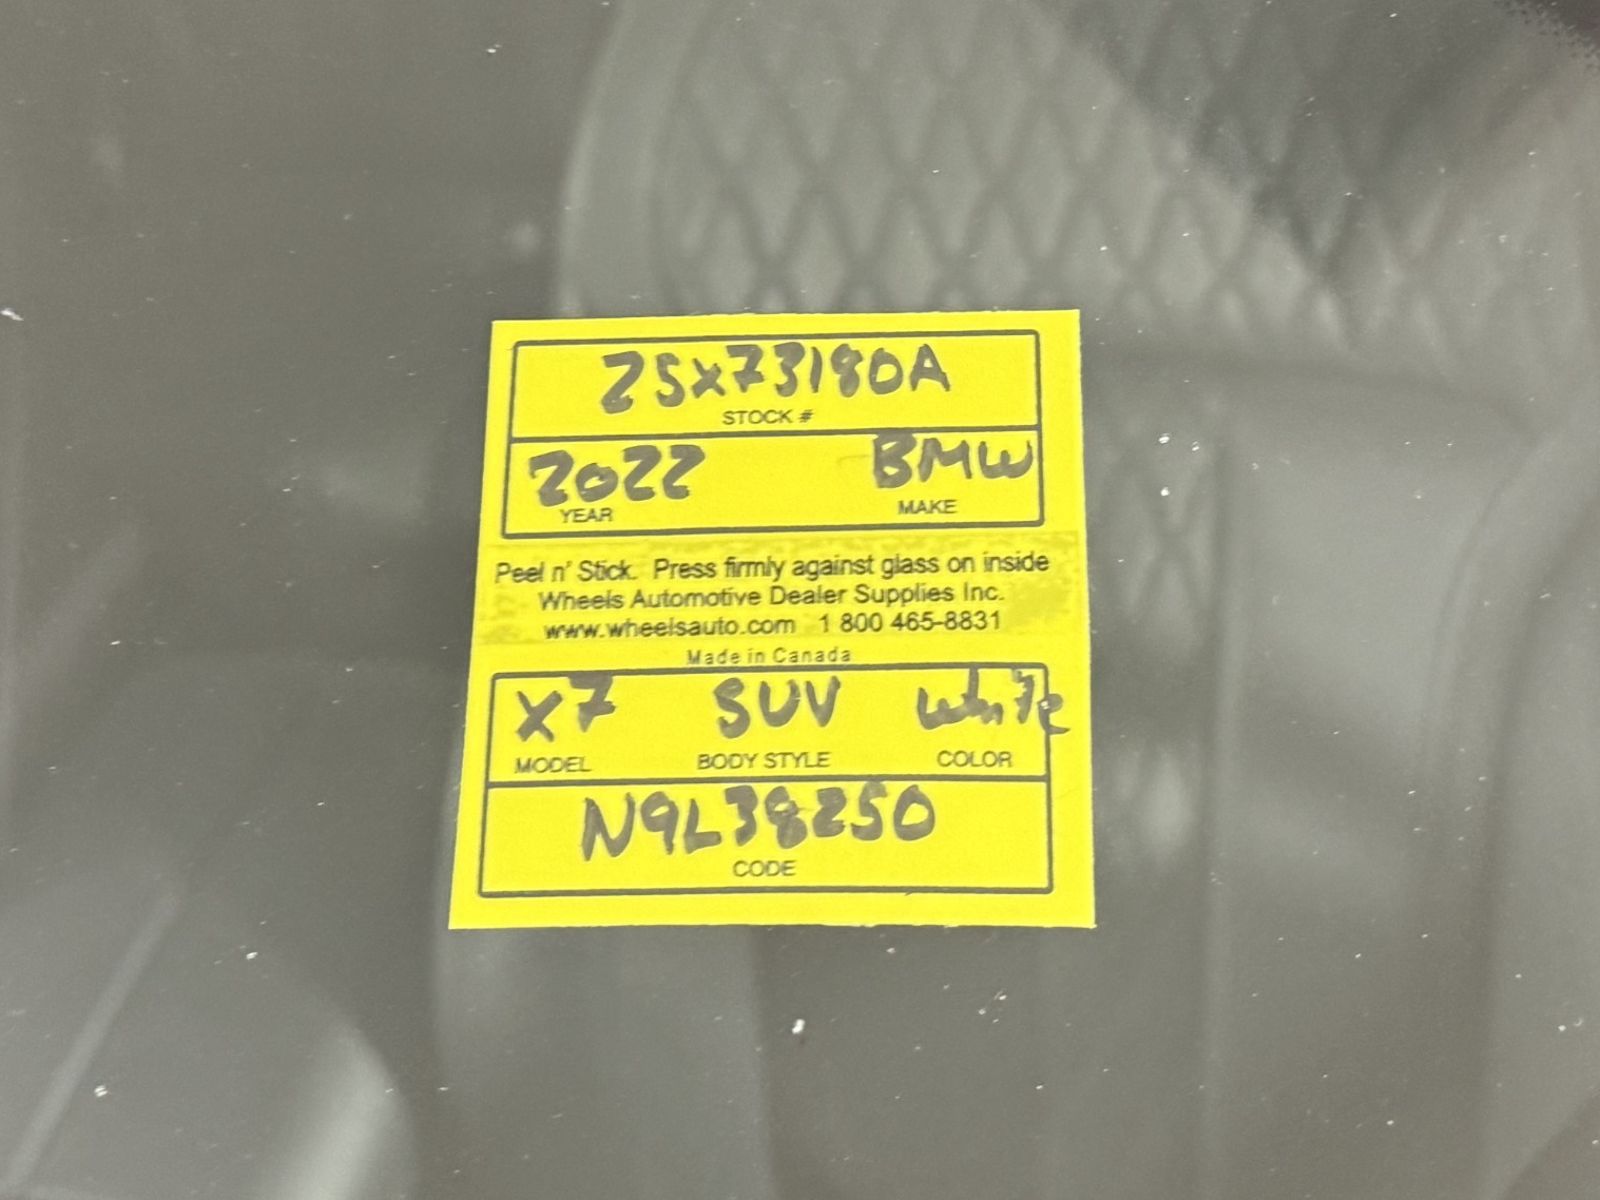 25X73180A
STOCK #
2022 BMW
YEAR MAKE
Peel n' Stick. Press firmly against glass on inside
Wheels Automotive Dealer Supplies Inc.
www.wheelsauto.com 1 800 465-8831
Made in Canada
X7 SUV white
MODEL BODY STYLE COLOR
N9L38250
CODE